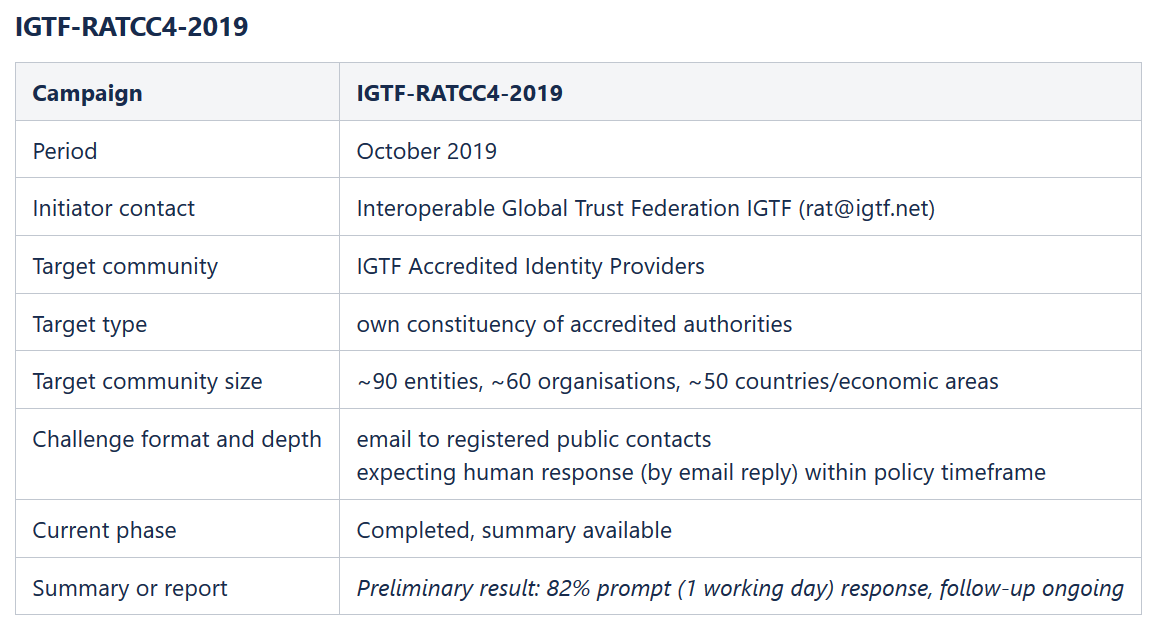 IGTF-RATCC4-2019
Campaign IGTF-RATCC4-2019
Period October 2019
Initiator contact Interoperable Global Trust Federation IGTF (rat@igtf.net)
Target community IGTF Accredited Identity Providers
Target type own constituency of accredited authorities
Target community size ~90 entities, ~60 organisations, ~50 countries/economic areas
Challenge format and depth email to registered public contacts
expecting human response (by email reply) within policy timeframe
Current phase Completed, summary available
Summary or report Preliminary result: 82% prompt (1 working day) response, follow-up ongoing